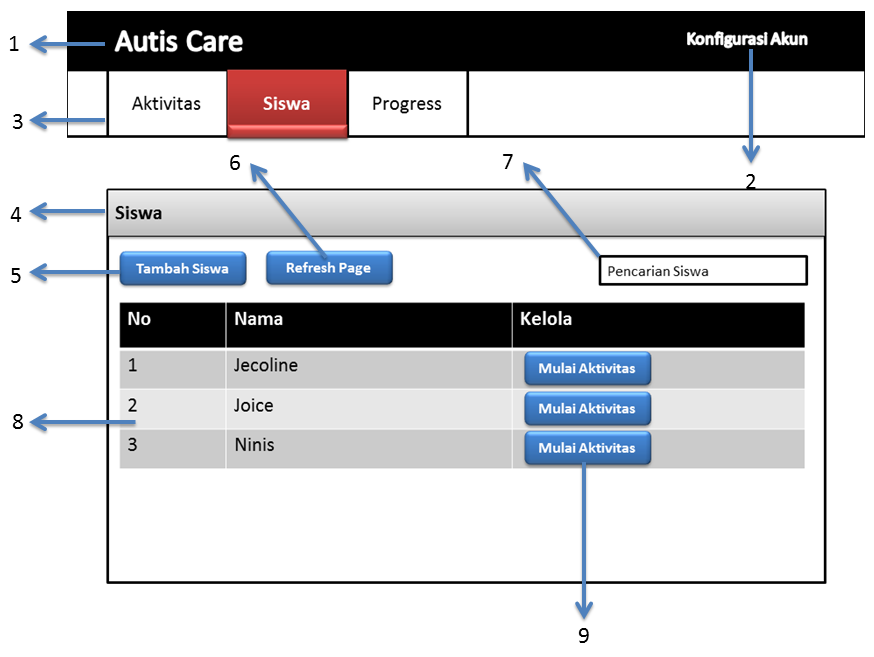 1
Autis Care
Konfigurasi Akun
3
Aktivitas
Siswa
Progress
6
7
2
4
Siswa
5
Tambah Siswa
Refresh Page
Pencarian Siswa
No Nama Kelola
1 Jecoline Mulai Aktivitas
2 Joice Mulai Aktivitas
8
3 Ninis Mulai Aktivitas
9